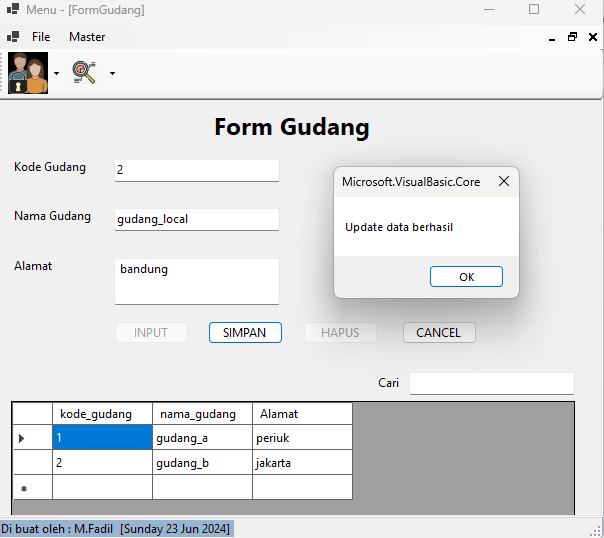 Menu - [FormGudang]
File Master
Form Gudang
Kode Gudang 2
Nama Gudang gudang_local
Alamat bandung
Microsoft.VisualBasic.Core
Update data berhasil
OK
INPUT SIMPAN HAPUS CANCEL
Cari
kode_gudang nama_gudang Alamat
1 gudang_a periuk
2 gudang_b jakarta
Di buat oleh : M.Fadil [Sunday 23 Jun 2024]